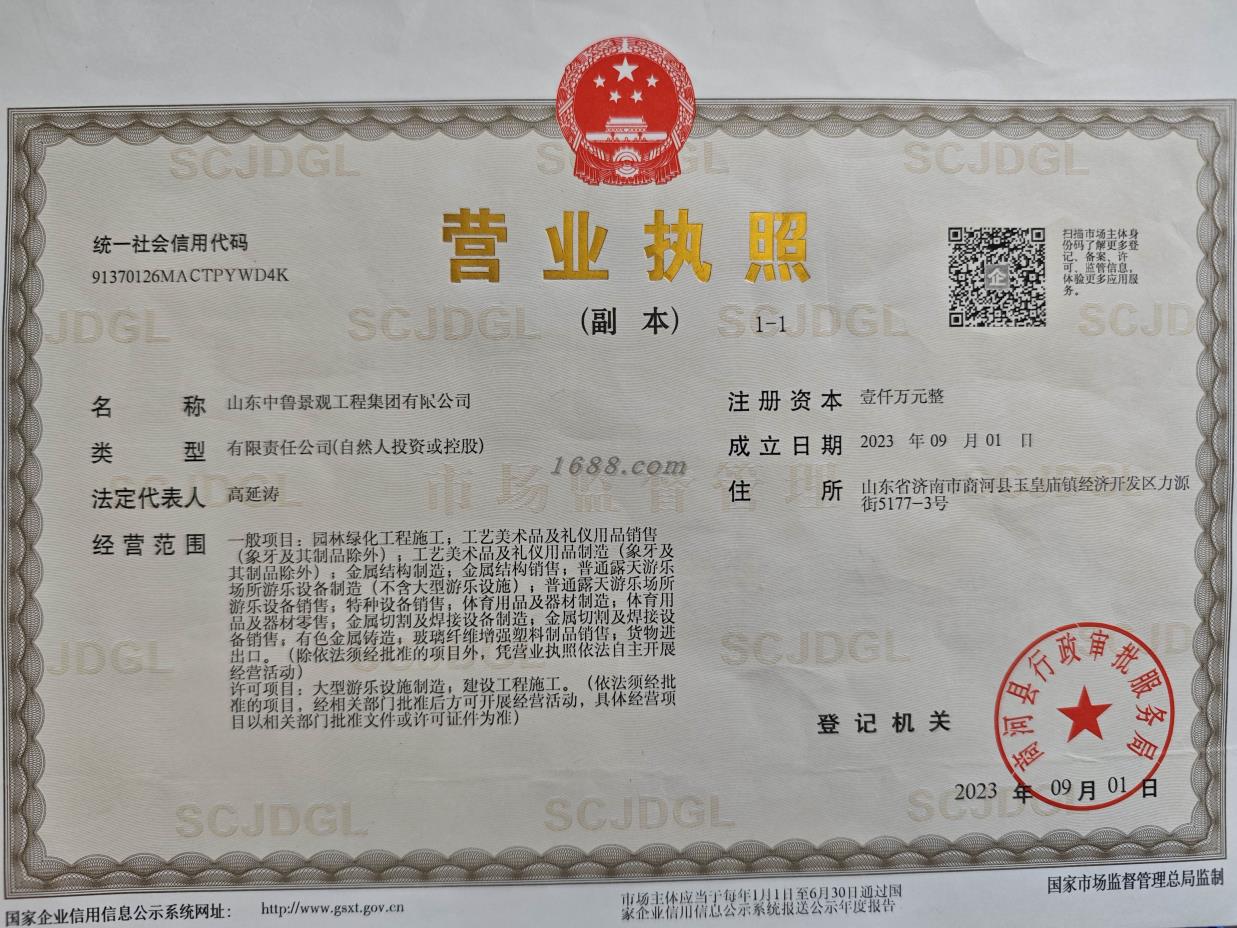 营业执照
(副 本) 1-1
统一社会信用代码
91370126MACTPYWD4K
扫描市场主体身
份码了解更多登
记、备案、许
可、监管信息，
体验更多应用服
务。
名 称 山东中鲁景观工程集团有限公司
类 型 有限责任公司(自然人投资或控股)
法定代表人 高延涛
经营范围 一般项目：园林绿化工程施工；工艺美术品及礼仪用品销售
（象牙及其制品除外）；工艺美术品及礼仪用品制造（象牙及
其制品除外）；金属结构制造；金属结构销售；普通露天游乐
场所游乐设备制造（不含大型游乐设施）；普通露天游乐场所
游乐设备销售；特种设备销售；体育用品及器材制造；体育用
品及器材零售；金属切割及焊接设备制造；金属切割及焊接设
备销售；有色金属铸造；玻璃纤维增强塑料制品销售；货物进
出口。（除依法须经批准的项目外，凭营业执照依法自主开展
经营活动）
许可项目：大型游乐设施制造；建设工程施工。（依法须经批
准的项目，经相关部门批准后方可开展经营活动，具体经营项
目以相关部门批准文件或许可证件为准）
注册资本 壹仟万元整
成立日期 2023 年 09 月 01 日
住 所 山东省济南市商河县玉皇庙镇经济开发区力源
街5177-3号
登记机关
商河县行政审批服务局
2023 年 09 月 01 日
国家企业信用信息公示系统网址： http://www.gsxt.gov.cn
市场主体应当于每年1月1日至6月30日通过国
家企业信用信息公示系统报送公示年度报告
国家市场监督管理总局监制
1688.com
市场监督管理
SCJDGL
SCJDGL
SCJDGL
JDGL
SCJDGL
SCJDGL
SCJD
JDGL
SCJDGL
SCJDGL
SCJDGL
SCJDGL